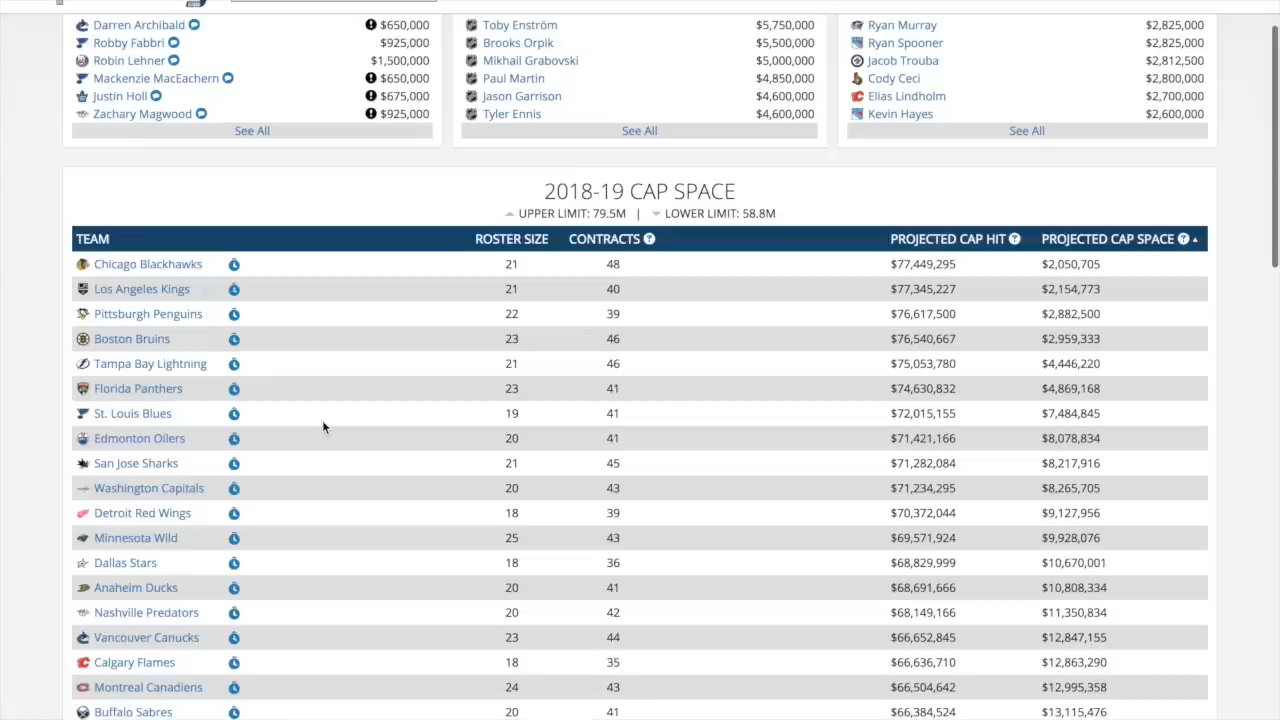 Darren Archibald $650,000
Robby Fabbri $925,000
Robin Lehner $1,500,000
Mackenzie MacEachern $650,000
Justin Holl $675,000
Zachary Magwood $925,000
See All
Toby Enström $5,750,000
Brooks Orpik $5,500,000
Mikhail Grabovski $5,000,000
Paul Martin $4,850,000
Jason Garrison $4,600,000
Tyler Ennis $4,600,000
See All
Ryan Murray $2,825,000
Ryan Spooner $2,825,000
Jacob Trouba $2,812,500
Cody Ceci $2,800,000
Elias Lindholm $2,700,000
Kevin Hayes $2,600,000
See All
2018-19 CAP SPACE
UPPER LIMIT: 79.5M | LOWER LIMIT: 58.8M
TEAM ROSTER SIZE CONTRACTS PROJECTED CAP HIT PROJECTED CAP SPACE
Chicago Blackhawks 21 48 $77,449,295 $2,050,705
Los Angeles Kings 21 40 $77,345,227 $2,154,773
Pittsburgh Penguins 22 39 $76,617,500 $2,882,500
Boston Bruins 23 46 $76,540,667 $2,959,333
Tampa Bay Lightning 21 46 $75,053,780 $4,446,220
Florida Panthers 23 41 $74,630,832 $4,869,168
St. Louis Blues 19 41 $72,015,155 $7,484,845
Edmonton Oilers 20 41 $71,421,166 $8,078,834
San Jose Sharks 21 45 $71,282,084 $8,217,916
Washington Capitals 20 43 $71,234,295 $8,265,705
Detroit Red Wings 18 39 $70,372,044 $9,127,956
Minnesota Wild 25 43 $69,571,924 $9,928,076
Dallas Stars 18 36 $68,829,999 $10,670,001
Anaheim Ducks 20 41 $68,691,666 $10,808,334
Nashville Predators 20 42 $68,149,166 $11,350,834
Vancouver Canucks 23 44 $66,652,845 $12,847,155
Calgary Flames 18 35 $66,636,710 $12,863,290
Montreal Canadiens 24 43 $66,504,642 $12,995,358
Buffalo Sabres 20 41 $66,384,524 $13,115,476